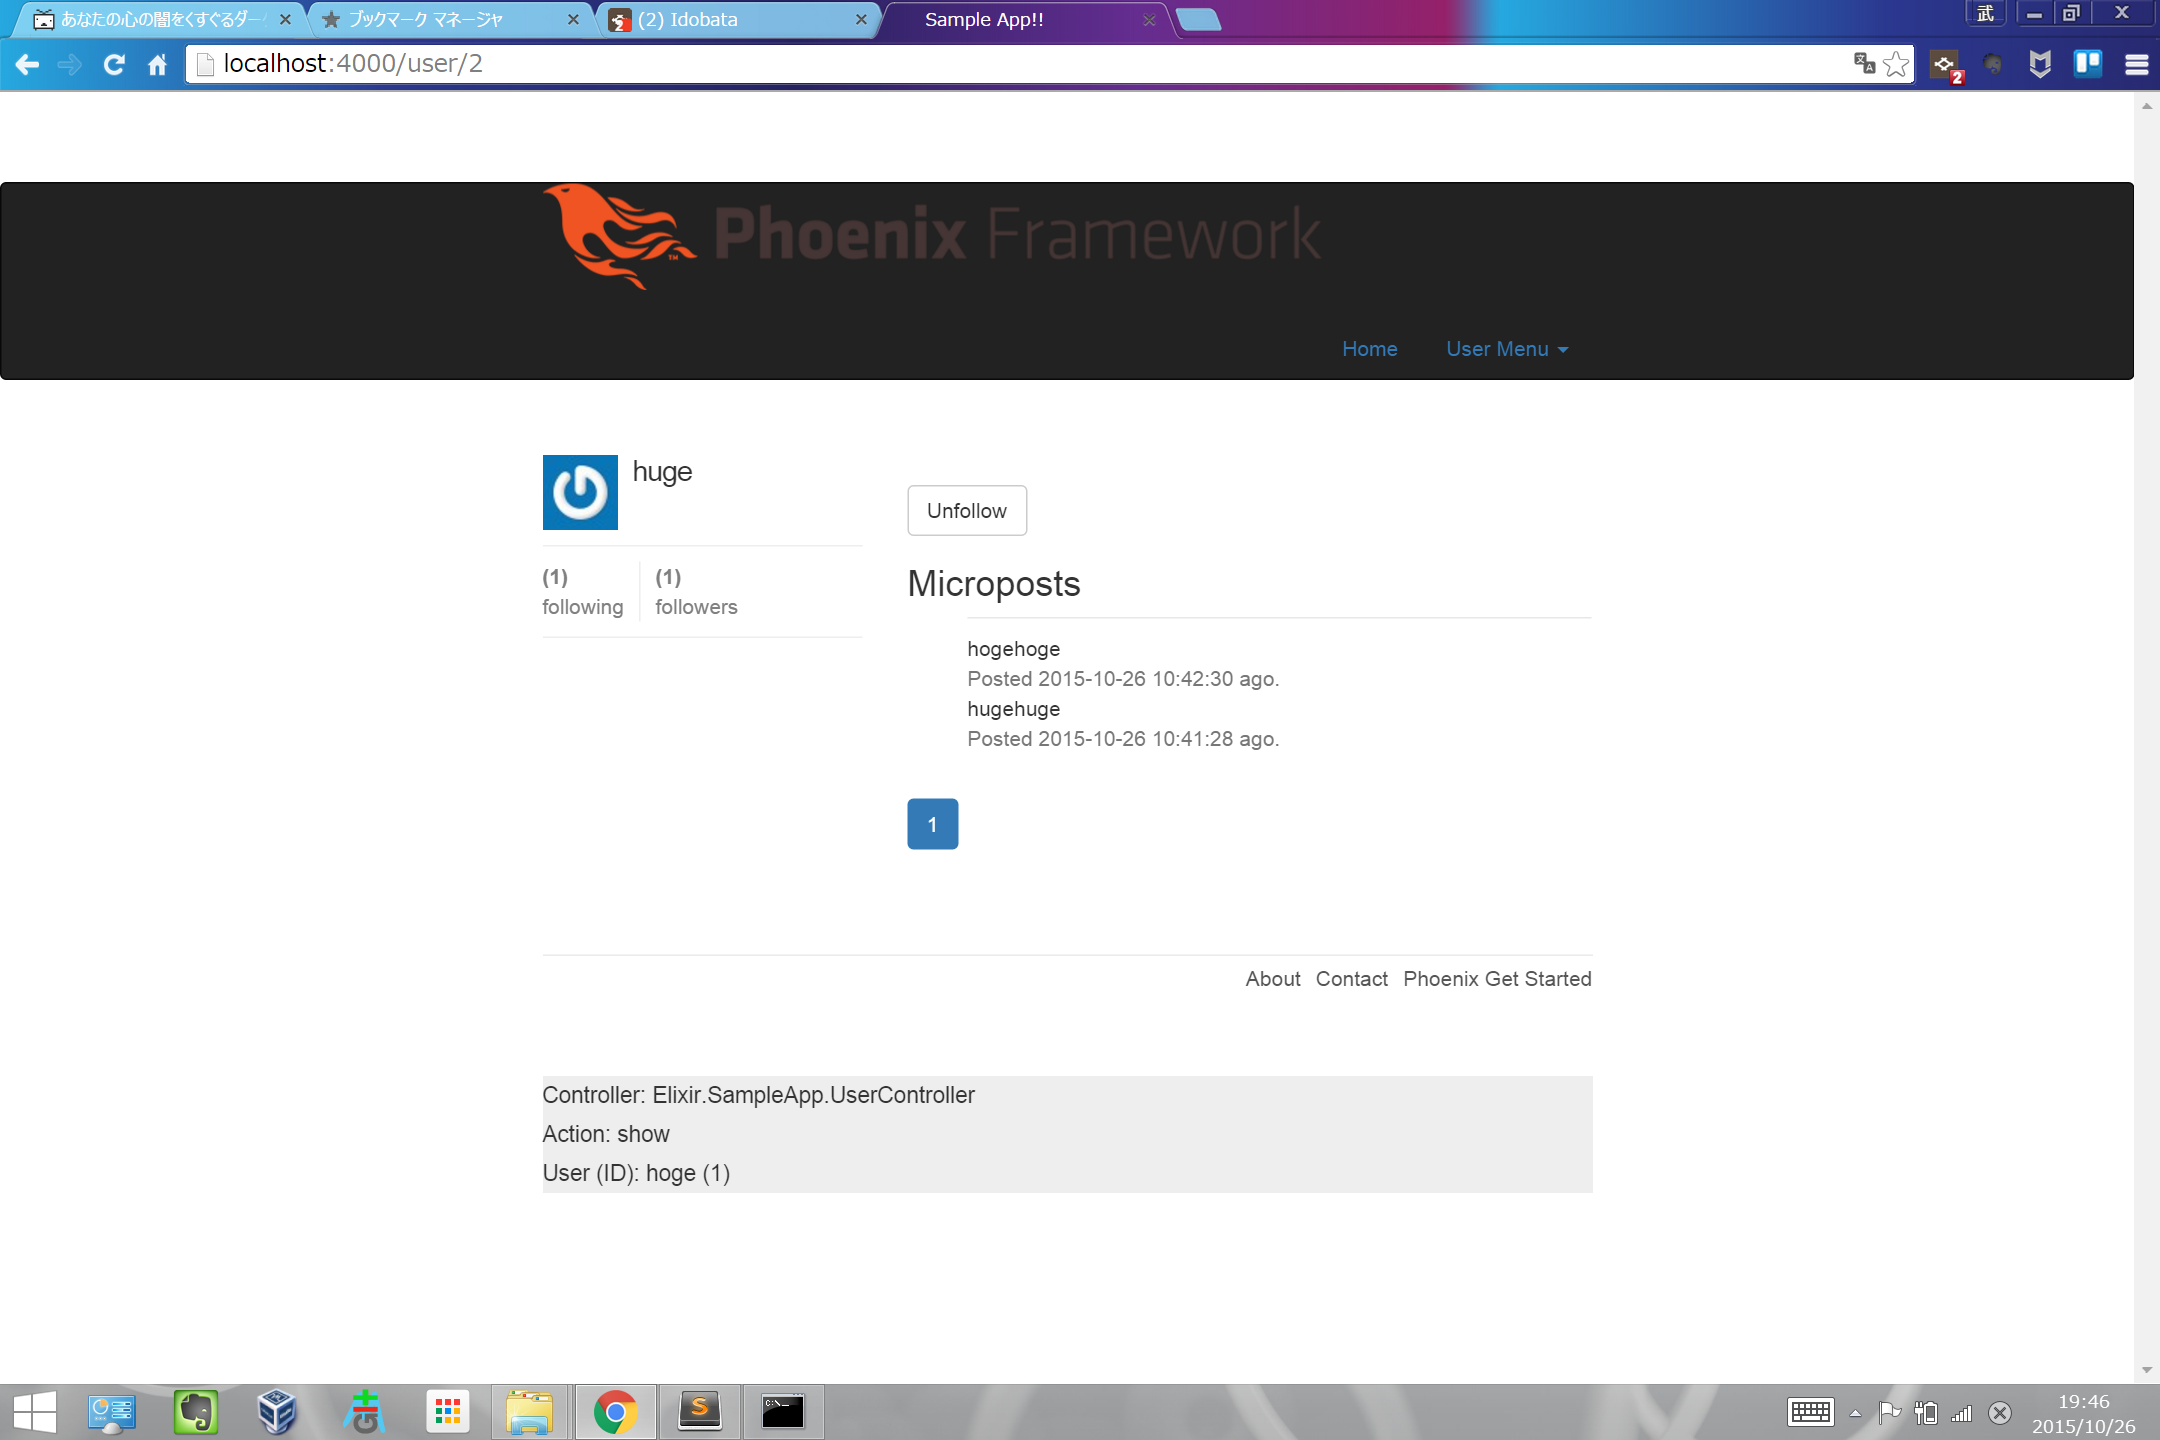 あなたの心の闇をくすぐるダー
ブックマーク マネージャ
(2) Idobata
Sample App!!
武
localhost:4000/user/2
2
Phoenix Framework
TM
Home
User Menu
huge
Unfollow
(1)
following
(1)
followers
Microposts
hogehoge
Posted 2015-10-26 10:42:30 ago.
hugehuge
Posted 2015-10-26 10:41:28 ago.
1
About
Contact
Phoenix Get Started
Controller: Elixir.SampleApp.UserController
Action: show
User (ID): hoge (1)
19:46
2015/10/26